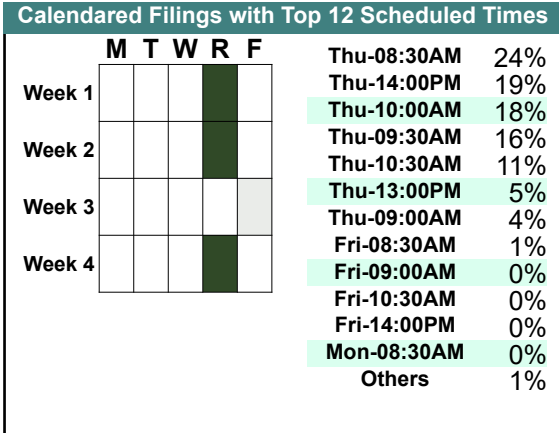 Calendared Filings with Top 12 Scheduled Times
M T W R F
Week 1
Week 2
Week 3
Week 4
Thu-08:30AM 24%
Thu-14:00PM 19%
Thu-10:00AM 18%
Thu-09:30AM 16%
Thu-10:30AM 11%
Thu-13:00PM 5%
Thu-09:00AM 4%
Fri-08:30AM 1%
Fri-09:00AM 0%
Fri-10:30AM 0%
Fri-14:00PM 0%
Mon-08:30AM 0%
Others 1%